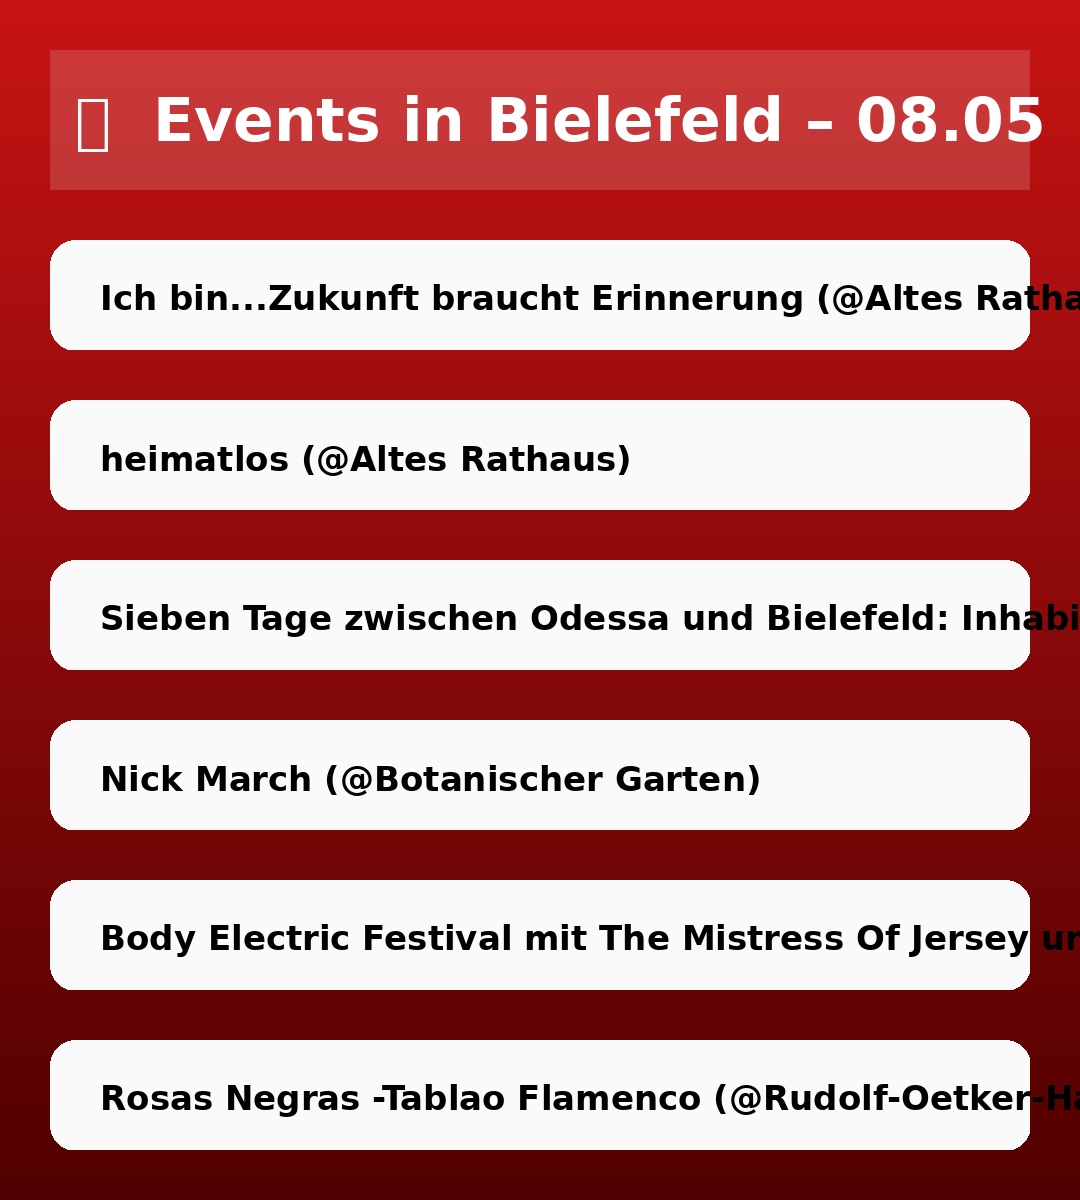 Events in Bielefeld – 08.05
Ich bin...Zukunft braucht Erinnerung (@Altes Ratha
heimatlos (@Altes Rathaus)
Sieben Tage zwischen Odessa und Bielefeld: Inhabi
Nick March (@Botanischer Garten)
Body Electric Festival mit The Mistress Of Jersey un
Rosas Negras -Tablao Flamenco (@Rudolf-Oetker-Ha